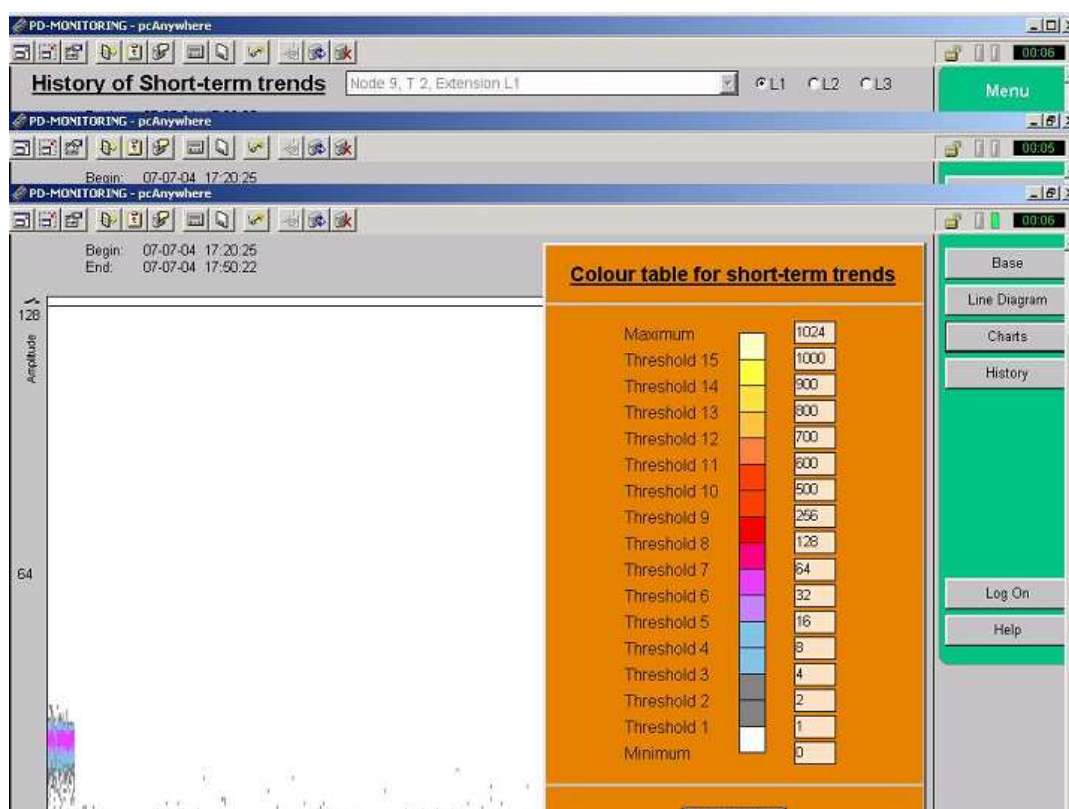 PD-MONITORING - pcAnywhere
00:06
History of Short-term trends Node 9, T 2, Extension L1 L1 L2 L3 Menu
PD-MONITORING - pcAnywhere
00:05
Begin: 07-07-04 17:20:25
PD-MONITORING - pcAnywhere
00:06
Begin: 07-07-04 17:20:25
End: 07-07-04 17:50:22
Colour table for short-term trends
Base
Line Diagram
Charts
History
Log On
Help
128
Amplitude
64
Maximum 1024
Threshold 15 1000
Threshold 14 900
Threshold 13 800
Threshold 12 700
Threshold 11 600
Threshold 10 500
Threshold 9 256
Threshold 8 128
Threshold 7 64
Threshold 6 32
Threshold 5 16
Threshold 4 8
Threshold 3 4
Threshold 2 2
Threshold 1 1
Minimum 0